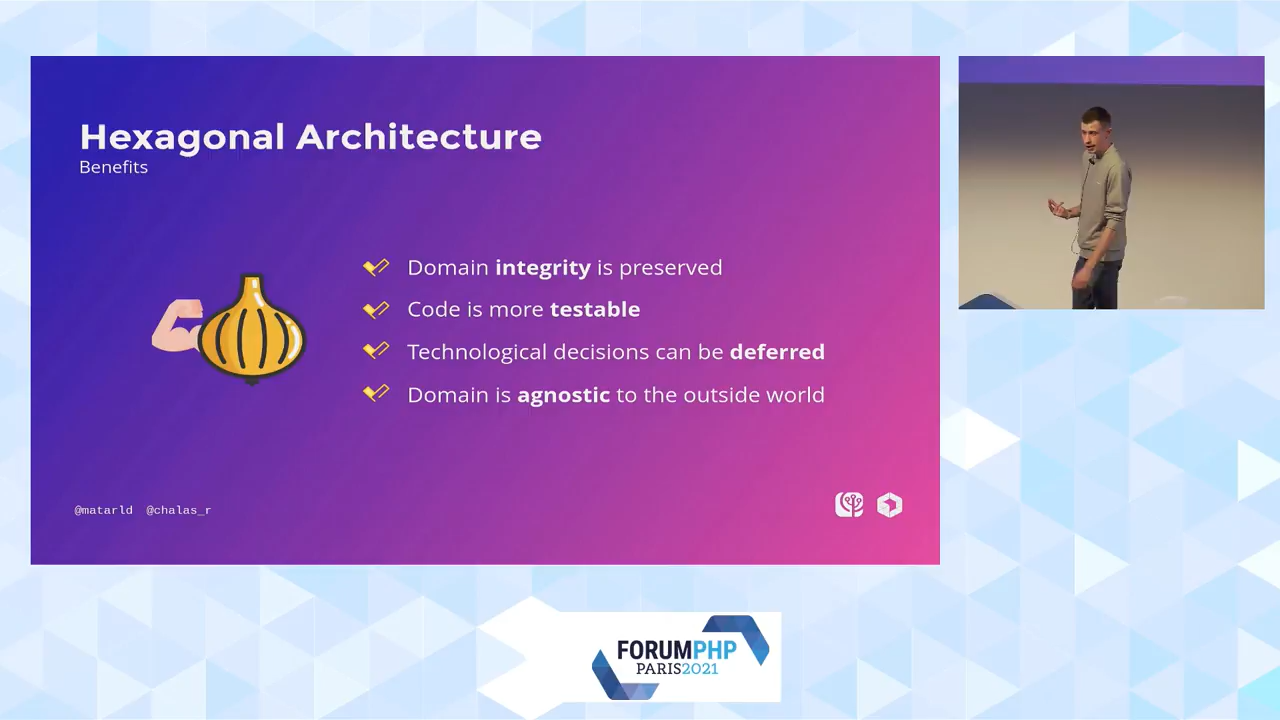 Hexagonal Architecture
Benefits
Domain integrity is preserved
Code is more testable
Technological decisions can be deferred
Domain is agnostic to the outside world
@matarld @chalas_r
FORUMPHP
PARIS2021